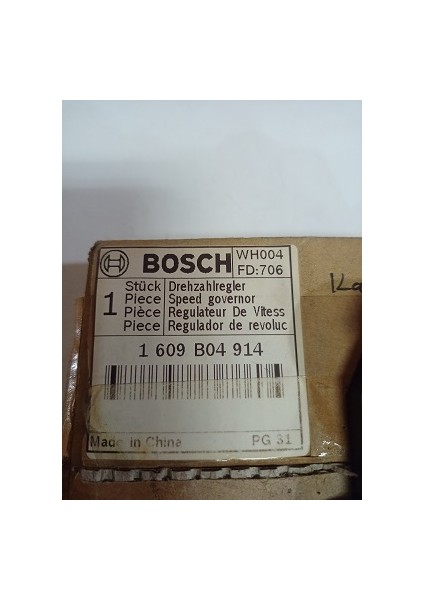 BOSCH
WH004
FD:706
1
Stück Drehzahlregler
Piece Speed governor
Pièce Regulateur De Vitess
Piece Regulador de revoluc
1 609 B04 914
Made in China PG 31
Ka